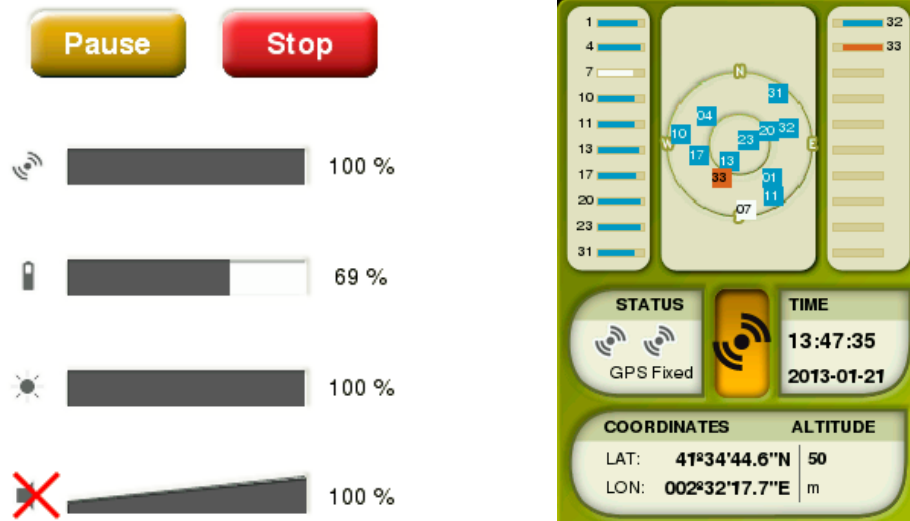 Pause Stop
100 %
69 %
100 %
100 %
1
4
7
10
11
13
17
20
23
31
N
31
04
20 32
10
23
W
E
17
13
33
01
11
07
32
33
STATUS
GPS Fixed
TIME
13:47:35
2013-01-21
COORDINATES ALTITUDE
LAT: 41º34'44.6"N 50
LON: 002º32'17.7"E m